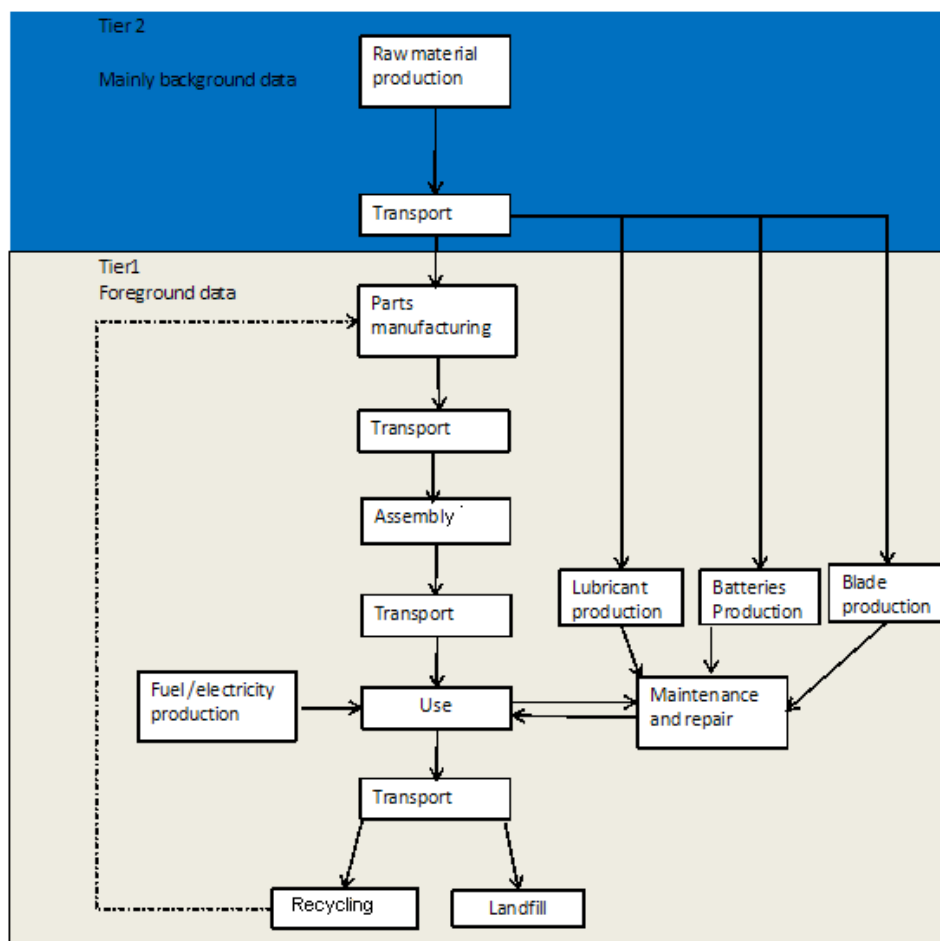 Tier 2
Mainly background data
Raw material
production
Transport
Tier1
Foreground data
Parts
manufacturing
Transport
Assembly
Transport
Lubricant
production
Batteries
Production
Blade
production
Fuel/electricity
production
Use
Maintenance
and repair
Transport
Recycling
Landfill